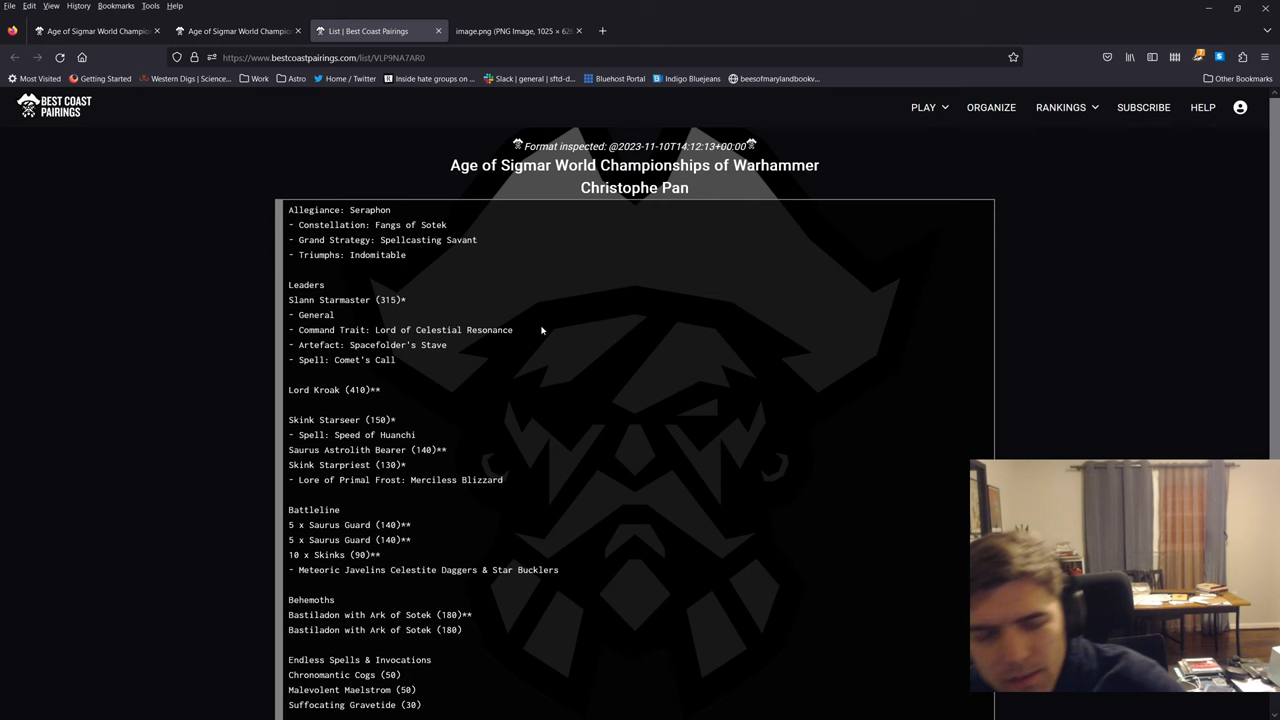 File Edit View History Bookmarks Tools Help
Age of Sigmar World Champion
Age of Sigmar World Champion
List | Best Coast Pairings
image.png (PNG Image, 1025 × 62
https://www.bestcoastpairings.com/list/VLP9NA7AR0
Most Visited
Getting Started
Western Digs | Science...
Work
Astro
Home / Twitter
Inside hate groups on ...
Slack | general | sftd-d...
Bluehost Portal
Indigo Bluejeans
beesofmarylandbookv...
Other Bookmarks
BEST COAST
PAIRINGS
PLAY
ORGANIZE
RANKINGS
SUBSCRIBE
HELP
Format inspected: @2023-11-10T14:12:13+00:00
Age of Sigmar World Championships of Warhammer
Christophe Pan
Allegiance: Seraphon
- Constellation: Fangs of Sotek
- Grand Strategy: Spellcasting Savant
- Triumphs: Indomitable
Leaders
Slann Starmaster (315)*
- General
- Command Trait: Lord of Celestial Resonance
- Artefact: Spacefolder's Stave
- Spell: Comet's Call
Lord Kroak (410)**
Skink Starseer (150)*
- Spell: Speed of Huanchi
Saurus Astrolith Bearer (140)**
Skink Starpriest (130)*
- Lore of Primal Frost: Merciless Blizzard
Battleline
5 x Saurus Guard (140)**
5 x Saurus Guard (140)**
10 x Skinks (90)**
- Meteoric Javelins Celestite Daggers & Star Bucklers
Behemoths
Bastiladon with Ark of Sotek (180)**
Bastiladon with Ark of Sotek (180)
Endless Spells & Invocations
Chronomantic Cogs (50)
Malevolent Maelstrom (50)
Suffocating Gravetide (30)